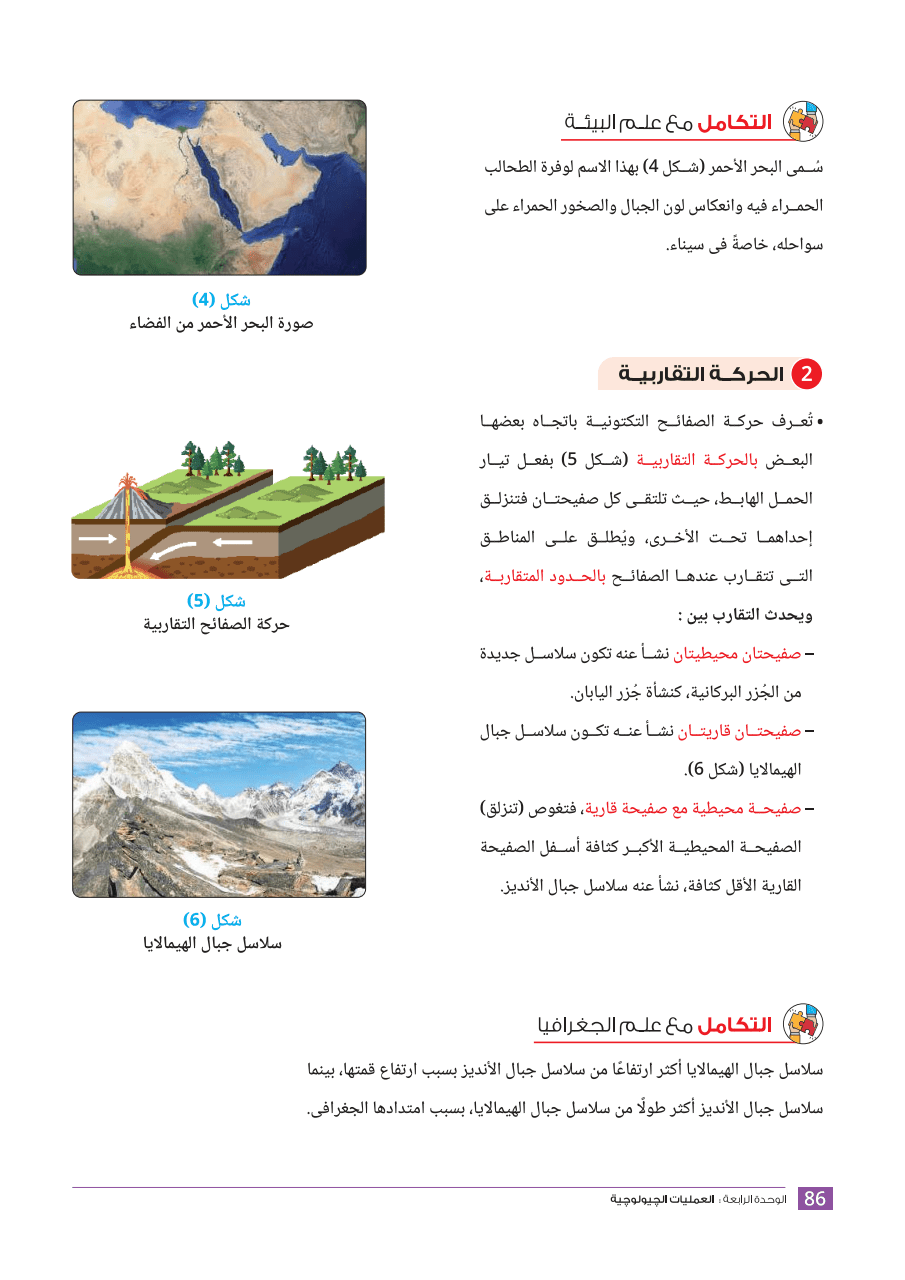 التكامل مع علم البيئة
سُمى البحر الأحمر (شكل 4) بهذا الاسم لوفرة الطحالب
الحمراء فيه وانعكاس لون الجبال والصخور الحمراء على
سواحله، خاصةً فى سيناء.
شكل (4)
صورة البحر الأحمر من الفضاء
2 الحركة التقاربية
• تُعرف حركة الصفائح التكتونية باتجاه بعضها
البعض بالحركة التقاربية (شكل 5) بفعل تيار
الحمل الهابط، حيث تلتقى كل صفيحتان فتنزلق
إحداهما تحت الأخرى، ويُطلق على المناطق
التى تتقارب عندها الصفائح بالحدود المتقاربة،
ويحدث التقارب بين :
– صفيحتان محيطيتان نشأ عنه تكون سلاسل جديدة
من الجُزر البركانية، كنشأة جُزر اليابان.
– صفيحتان قاريتان نشأ عنه تكون سلاسل جبال
الهيمالايا (شكل 6).
– صفيحة محيطية مع صفيحة قارية، فتغوص (تنزلق)
الصفيحة المحيطية الأكبر كثافة أسفل الصفيحة
القارية الأقل كثافة، نشأ عنه سلاسل جبال الأنديز.
شكل (5)
حركة الصفائح التقاربية
شكل (6)
سلاسل جبال الهيمالايا
التكامل مع علم الجغرافيا
سلاسل جبال الهيمالايا أكثر ارتفاعًا من سلاسل جبال الأنديز بسبب ارتفاع قمتها، بينما
سلاسل جبال الأنديز أكثر طولًا من سلاسل جبال الهيمالايا، بسبب امتدادها الجغرافى.
86 الوحدة الرابعة : العمليات الچيولوچية